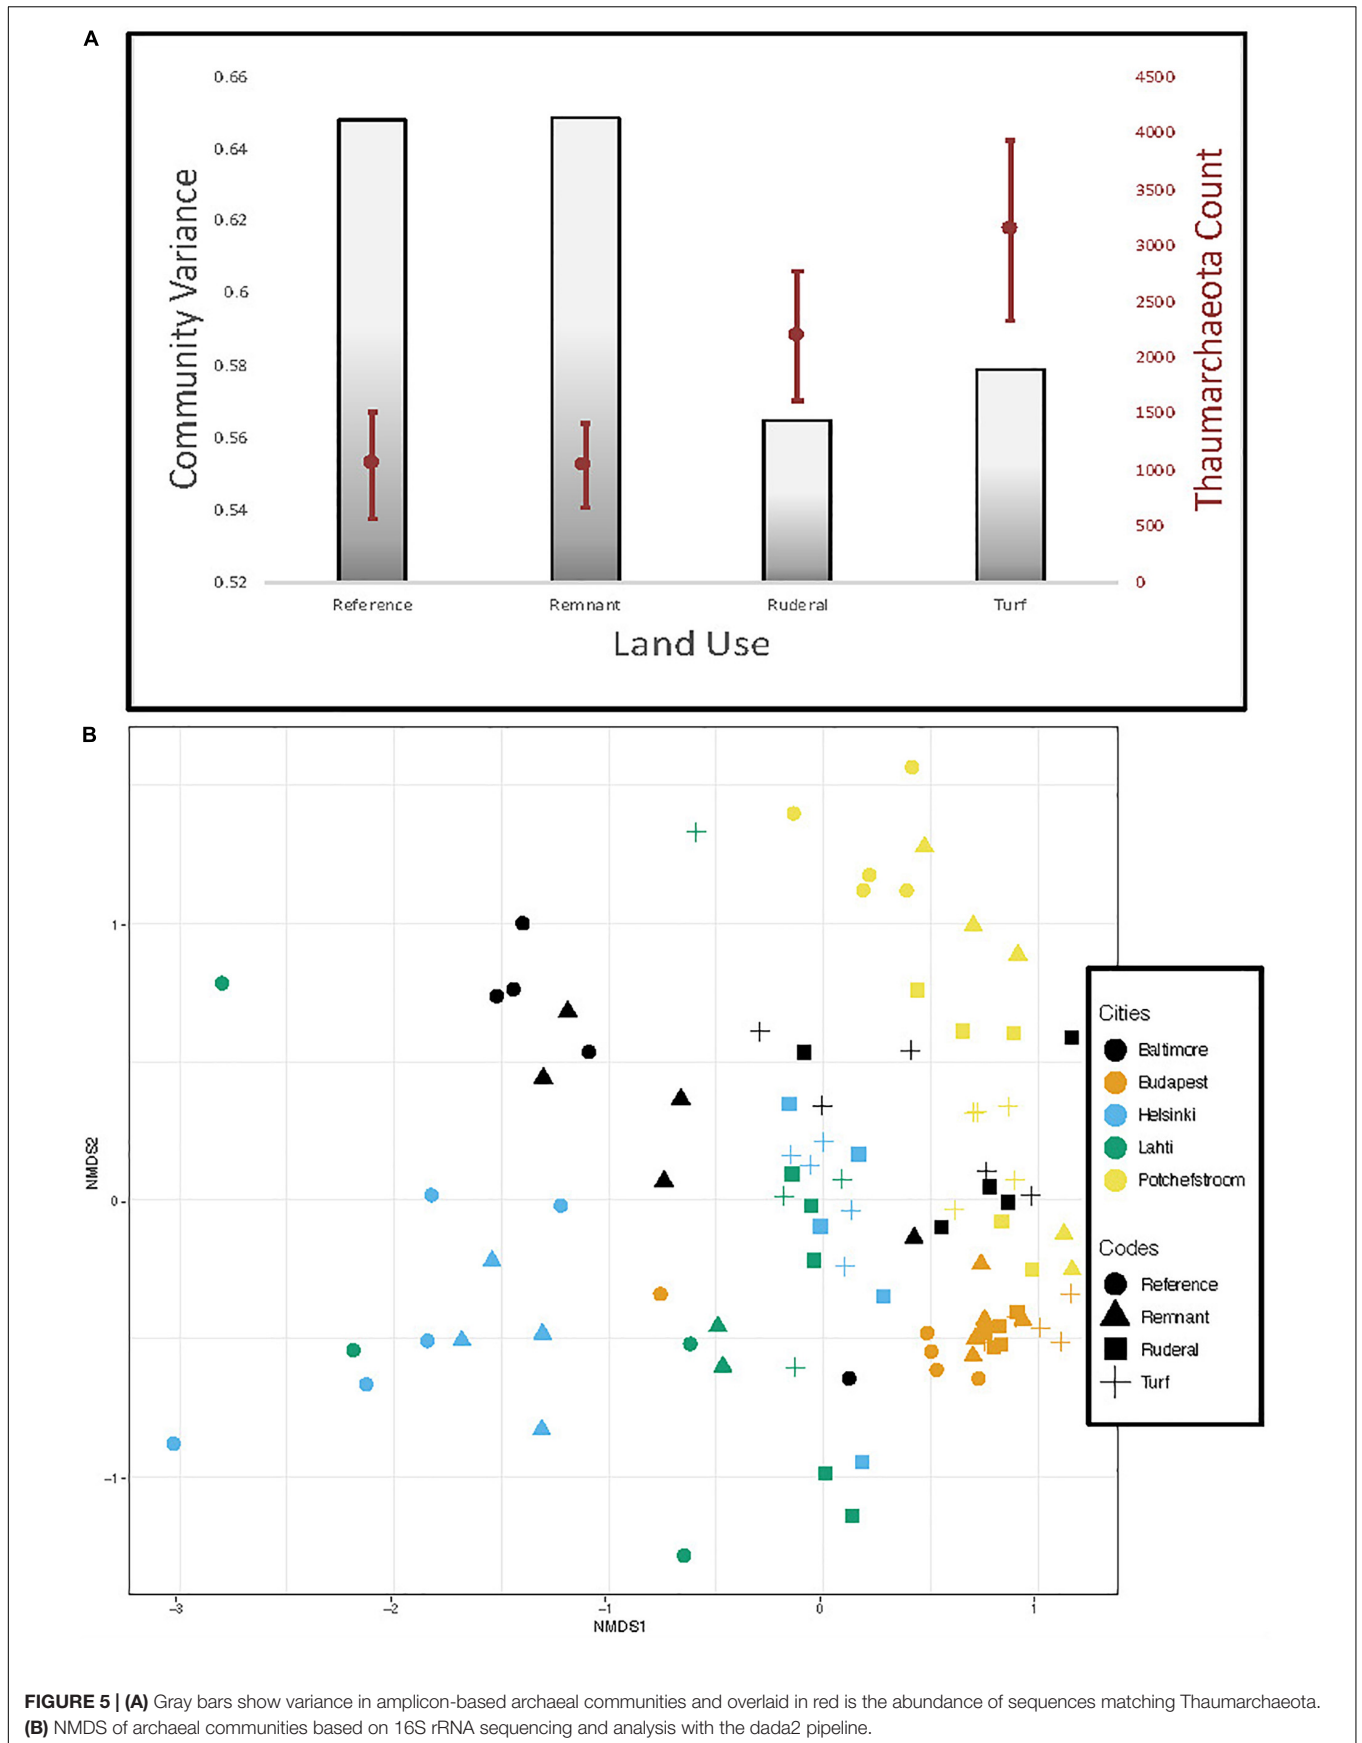 A
0.66
0.64
0.62
0.6
0.58
0.56
0.54
0.52
Community Variance
4500
4000
3500
3000
2500
2000
1500
1000
500
0
Thaumarchaeota Count
Reference Remnant Ruderal Turf
Land Use
B
1
0
-1
NMDS2
-3 -2 -1 0 1
NMDS1
Cities
Baltimore
Budapest
Helsinki
Lahti
Potchefstroom
Codes
Reference
Remnant
Ruderal
Turf
FIGURE 5 | (A) Gray bars show variance in amplicon-based archaeal communities and overlaid in red is the abundance of sequences matching Thaumarchaeota.
(B) NMDS of archaeal communities based on 16S rRNA sequencing and analysis with the dada2 pipeline.